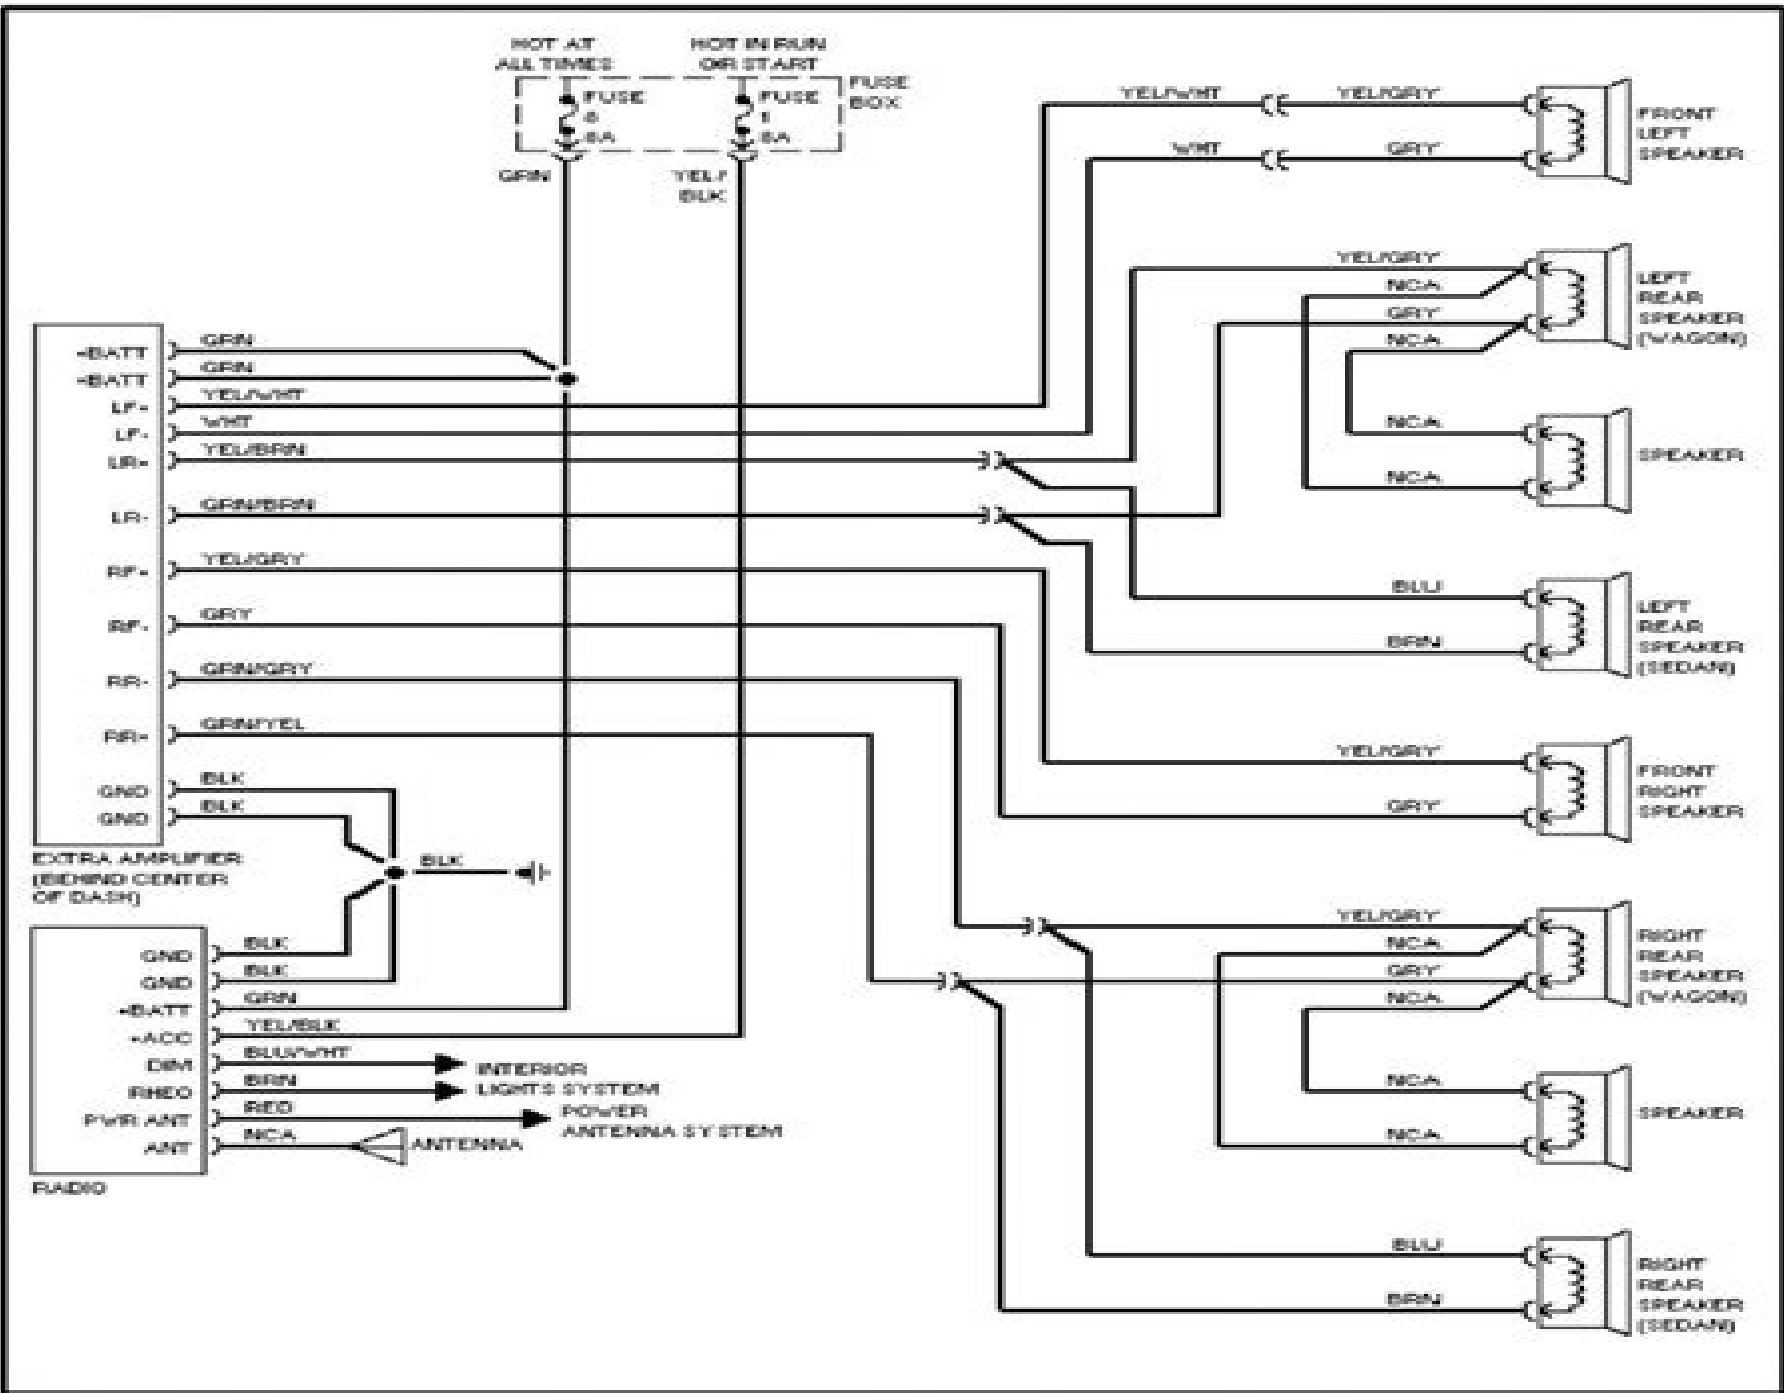 HOT AT
ALL TIMES
HOT IN RUN
OR START
FUSE
BOX
FUSE
8A
FUSE
1
8A
GRN
YEL/
BLK
YEL/WHT
YEL/GRY
WHT
GRY
FRONT
LEFT
SPEAKER
YEL/GRY
NCA
GRY
NCA
LEFT
REAR
SPEAKER
(WAGON)
NCA
NCA
SPEAKER
BLU
BRN
LEFT
REAR
SPEAKER
(SEDAN)
YEL/GRY
GRY
FRONT
RIGHT
SPEAKER
YEL/GRY
NCA
GRY
NCA
RIGHT
REAR
SPEAKER
(WAGON)
NCA
NCA
SPEAKER
BLU
BRN
RIGHT
REAR
SPEAKER
(SEDAN)
+BATT GRN
+BATT GRN
LF+ YEL/WHT
LF- WHT
LR+ YEL/BRN
LR- GRN/BRN
RF+ YEL/GRY
RF- GRY
RR- GRN/GRY
RR+ GRN/YEL
GND BLK
GND BLK
EXTRA AMPLIFIER
(BEHIND CENTER
OF DASH)
BLK
GND BLK
GND BLK
+BATT GRN
+ACC YEL/BLK
DIM BLU/WHT
RHEO BRN
PWR ANT RED
ANT NCA
INTERIOR
LIGHTS SYSTEM
POWER
ANTENNA SYSTEM
ANTENNA
RADIO